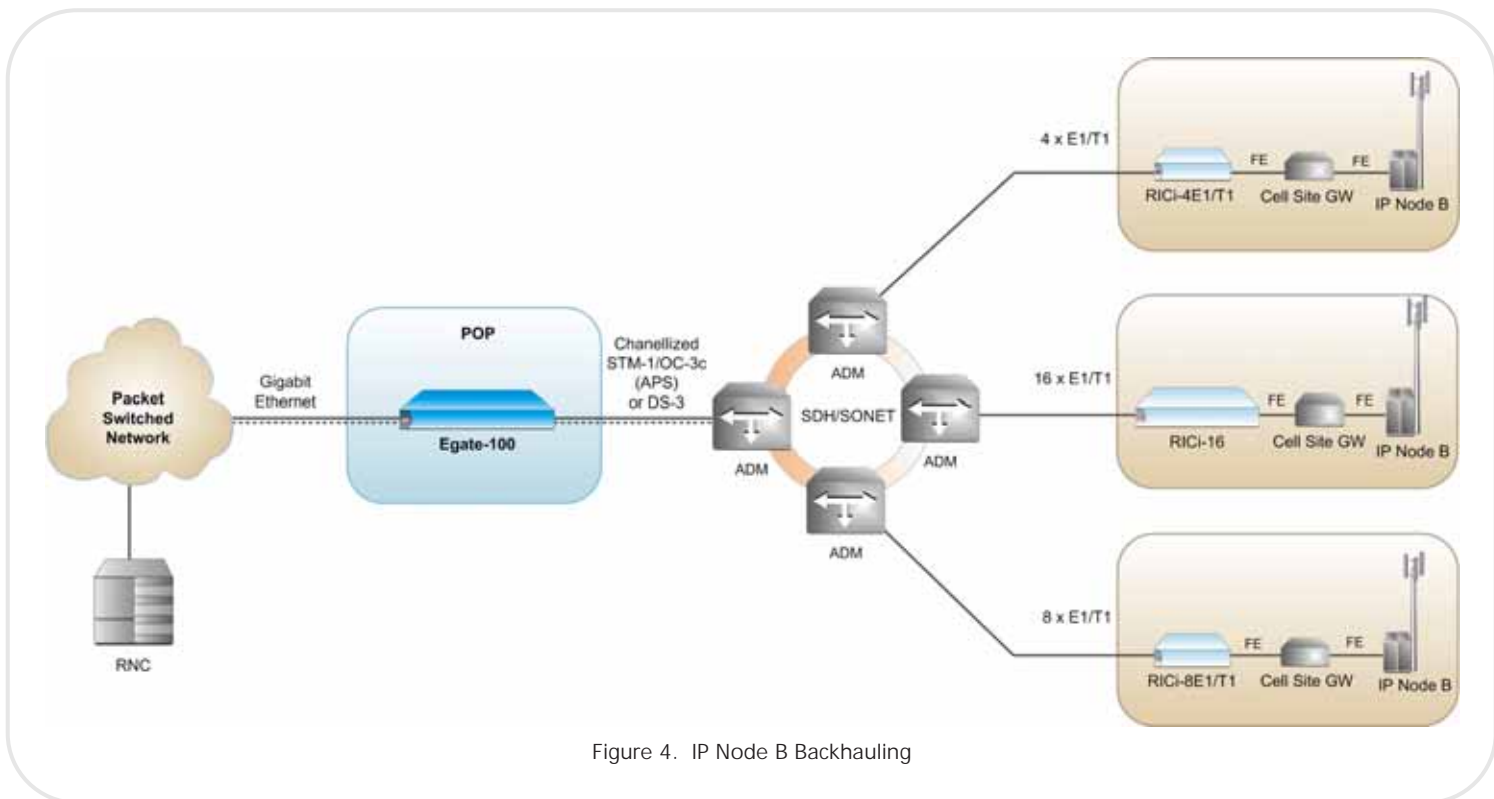 Packet
Switched
Network
RNC
Gigabit
Ethernet
POP
Egate-100
Chanellized
STM-1/OC-3c
(APS)
or DS-3
ADM
ADM
SDH/SONET
ADM
ADM
4 x E1/T1
RICi-4E1/T1
FE
Cell Site GW
FE
IP Node B
16 x E1/T1
RICi-16
FE
Cell Site GW
FE
IP Node B
8 x E1/T1
RICi-8E1/T1
FE
Cell Site GW
FE
IP Node B
Figure 4. IP Node B Backhauling